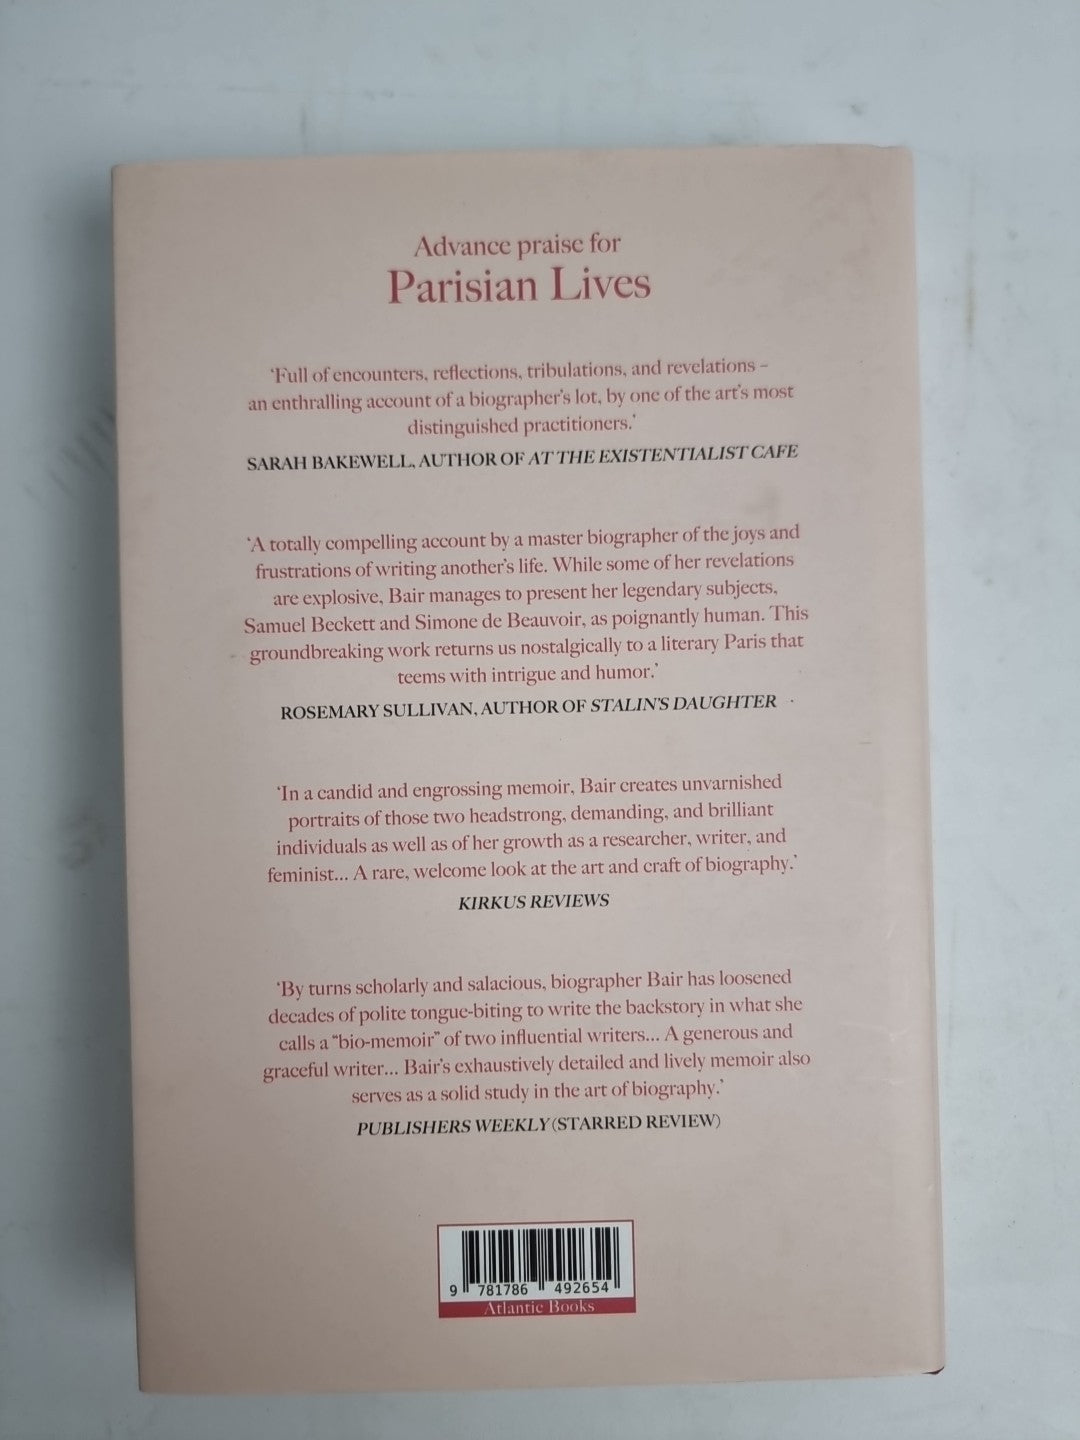 Advance praise for
Parisian Lives
‘Full of encounters, reflections, tribulations, and revelations –
an enthralling account of a biographer’s lot, by one of the art’s most
distinguished practitioners.’
SARAH BAKEWELL, AUTHOR OF AT THE EXISTENTIALIST CAFE
‘A totally compelling account by a master biographer of the joys and
frustrations of writing another’s life. While some of her revelations
are explosive, Bair manages to present her legendary subjects,
Samuel Beckett and Simone de Beauvoir, as poignantly human. This
groundbreaking work returns us nostalgically to a literary Paris that
teems with intrigue and humor.’
ROSEMARY SULLIVAN, AUTHOR OF STALIN’S DAUGHTER
‘In a candid and engrossing memoir, Bair creates unvarnished
portraits of those two headstrong, demanding, and brilliant
individuals as well as of her growth as a researcher, writer, and
feminist... A rare, welcome look at the art and craft of biography.’
KIRKUS REVIEWS
‘By turns scholarly and salacious, biographer Bair has loosened
decades of polite tongue-biting to write the backstory in what she
calls a “bio-memoir” of two influential writers... A generous and
graceful writer... Bair’s exhaustively detailed and lively memoir also
serves as a solid study in the art of biography.’
PUBLISHERS WEEKLY (STARRED REVIEW)
9 781786 492654
Atlantic Books